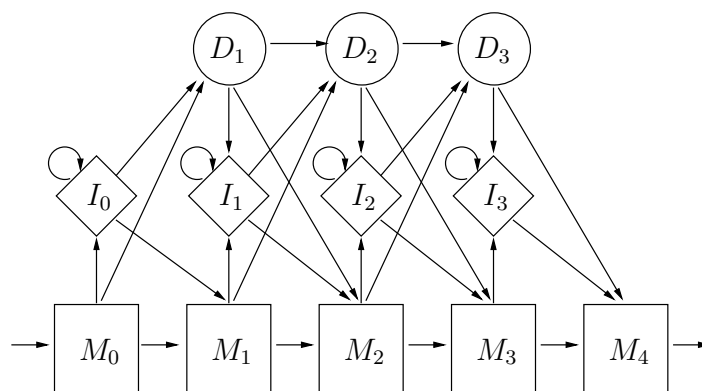 D₁ D₂ D₃
I₀ I₁ I₂ I₃
M₀ M₁ M₂ M₃ M₄